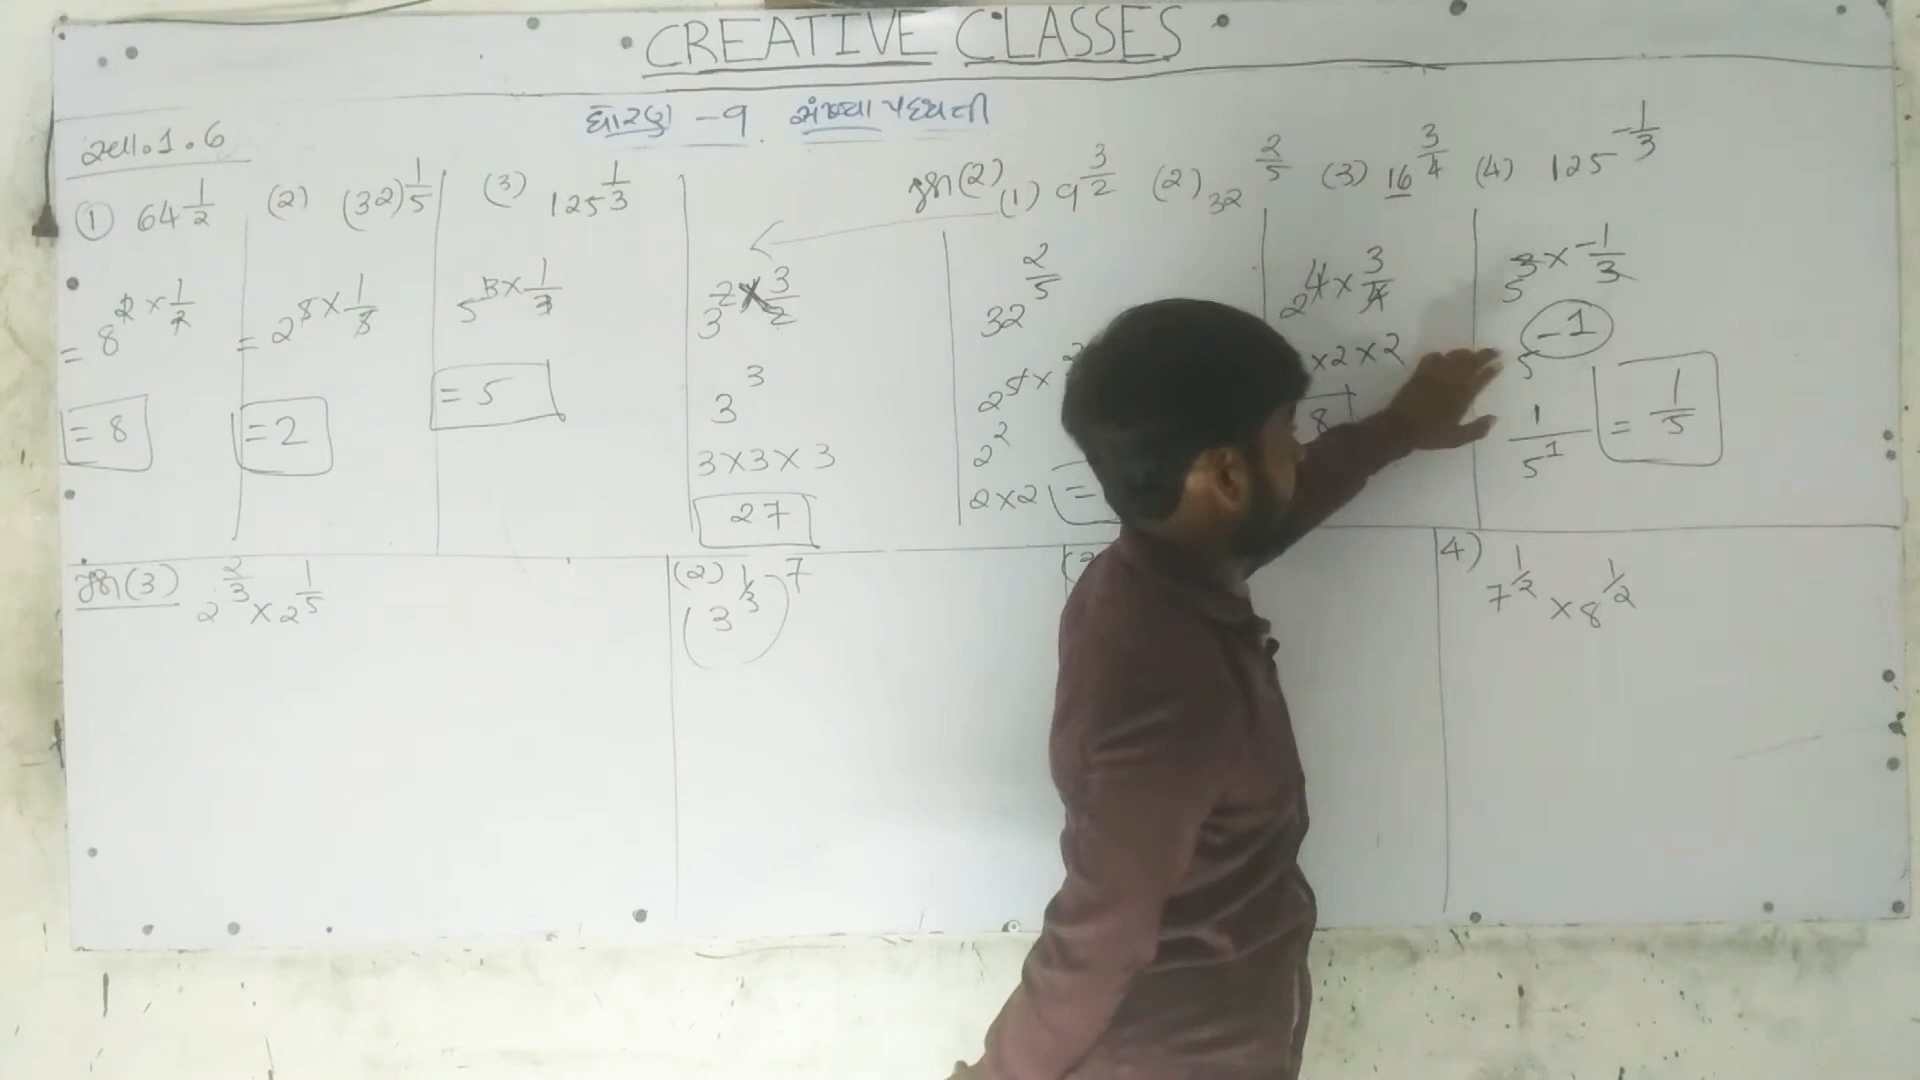 CREATIVE CLASSES
ધોરણ -9 સંખ્યા પધ્ધતી
સ્વા.1.6
① 64^{1/2} (2) (32)^{1/5} (3) 125^{1/3}
= 8^{2 × 1/2}
= 8
= 2^{5 × 1/5}
= 2
5^{3 × 1/3}
= 5
પ્રશ્ન(2) (1) 9^{3/2} (2) 32^{2/5} (3) 16^{3/4} (4) 125^{-1/3}
3^{2 × 3/2}
3^3
3×3×3
27
32^{2/5}
2^{5 ×
2^2
2×2 =
2^{4 × 3/4}
×2×2
8
5^{3 × -1/3}
5^{-1}
1/5^1 = 1/5
પ્રશ્ન(3) 2^{2/3} × 2^{1/5}
(2) (3^{1/3})^7
4) 7^{1/2} × 8^{1/2}